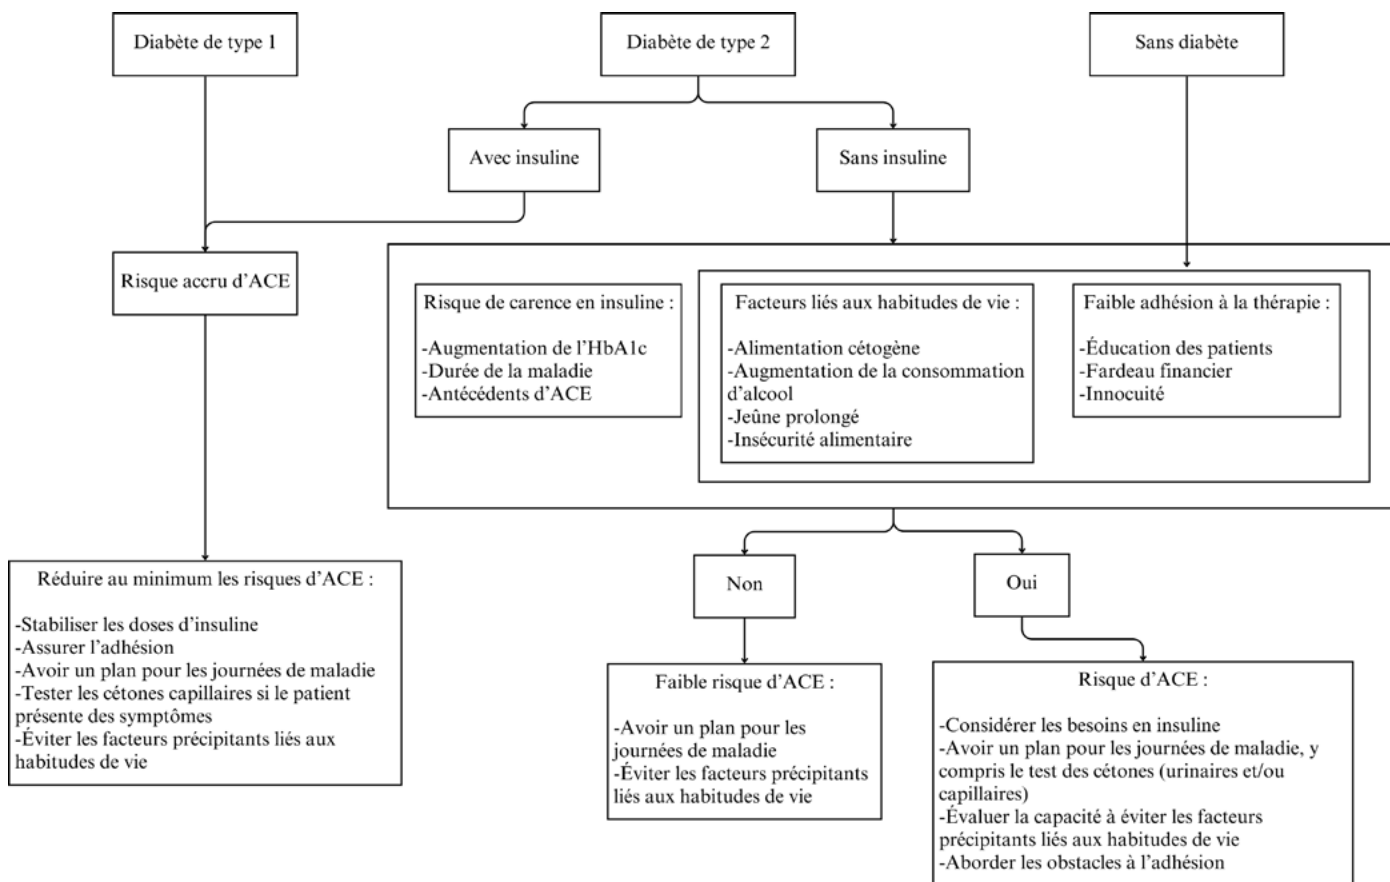 Diabète de type 1
Diabète de type 2
Sans diabète
Avec insuline
Sans insuline
Risque accru d’ACE
Risque de carence en insuline :
-Augmentation de l’HbA1c
-Durée de la maladie
-Antécédents d’ACE
Facteurs liés aux habitudes de vie :
-Alimentation cétogène
-Augmentation de la consommation
d’alcool
-Jeûne prolongé
-Insécurité alimentaire
Faible adhésion à la thérapie :
-Éducation des patients
-Fardeau financier
-Innocuité
Non
Oui
Réduire au minimum les risques d’ACE :
-Stabiliser les doses d’insuline
-Assurer l’adhésion
-Avoir un plan pour les journées de maladie
-Tester les cétones capillaires si le patient
présente des symptômes
-Éviter les facteurs précipitants liés aux
habitudes de vie
Faible risque d’ACE :
-Avoir un plan pour les
journées de maladie
-Éviter les facteurs précipitants
liés aux habitudes de vie
Risque d’ACE :
-Considérer les besoins en insuline
-Avoir un plan pour les journées de maladie, y
compris le test des cétones (urinaires et/ou
capillaires)
-Évaluer la capacité à éviter les facteurs
précipitants liés aux habitudes de vie
-Aborder les obstacles à l’adhésion